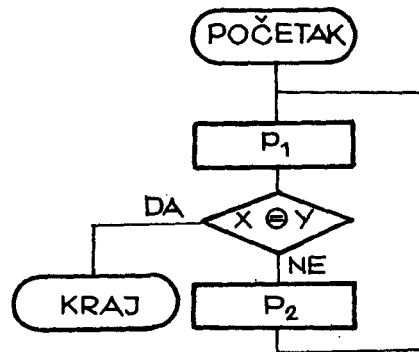 POČETAK
P₁
DA
X ⊜ Y
NE
KRAJ
P₂